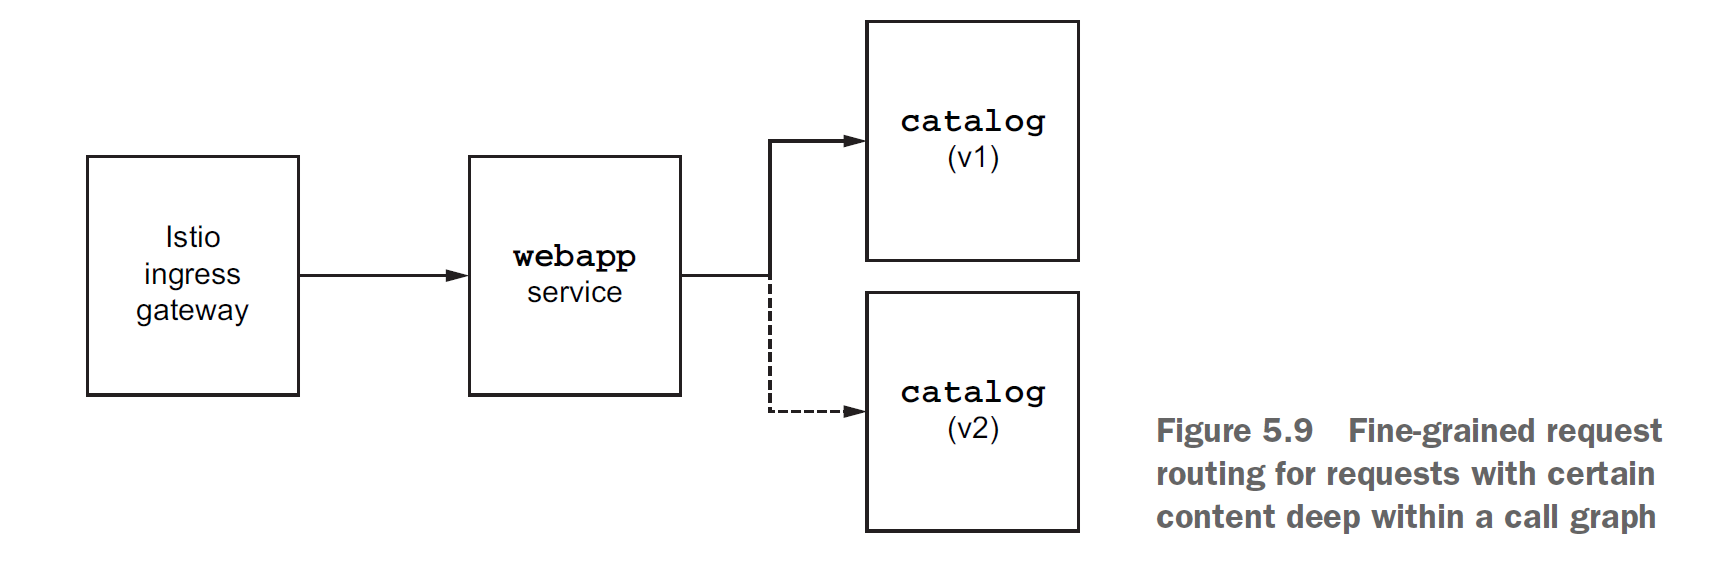 Istio
ingress
gateway
webapp
service
catalog
(v1)
catalog
(v2)
Figure 5.9 Fine-grained request
routing for requests with certain
content deep within a call graph